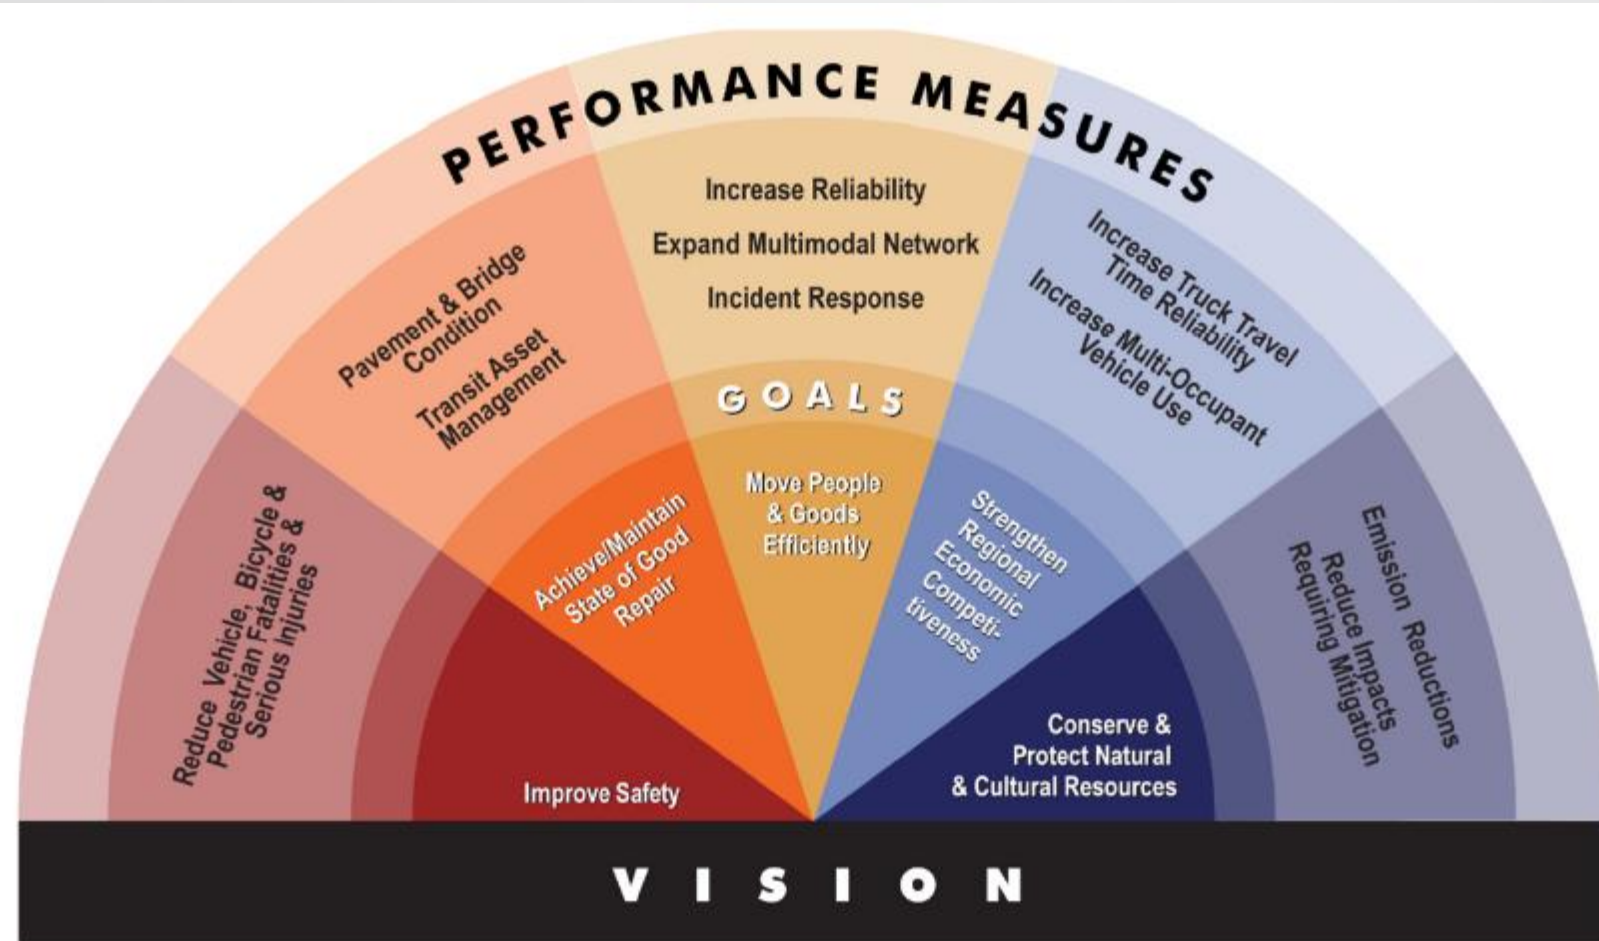 PERFORMANCE MEASURES
Reduce Vehicle, Bicycle &
Pedestrian Fatalities &
Serious Injuries
Pavement & Bridge
Condition
Transit Asset
Management
Increase Reliability
Expand Multimodal Network
Incident Response
Increase Truck Travel
Time Reliability
Increase Multi-Occupant
Vehicle Use
Emission Reductions
Reduce Impacts
Requiring Mitigation
GOALS
Improve Safety
Achieve/Maintain
State of Good
Repair
Move People
& Goods
Efficiently
Strengthen
Regional
Economic
Competi-
tiveness
Conserve &
Protect Natural
& Cultural Resources
VISION